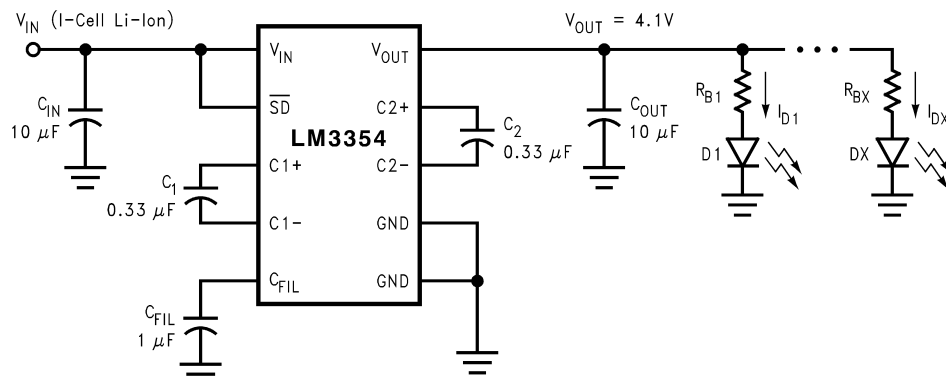 V_IN (I-Cell Li-Ion)
V_OUT = 4.1V
V_IN
V_OUT
C_IN
10 µF
SD
C2+
C_2
0.33 µF
C_OUT
10 µF
R_B1
I_D1
R_BX
I_DX
LM3354
C1+
C2-
D1
DX
C_1
0.33 µF
C1-
GND
C_FIL
GND
C_FIL
1 µF